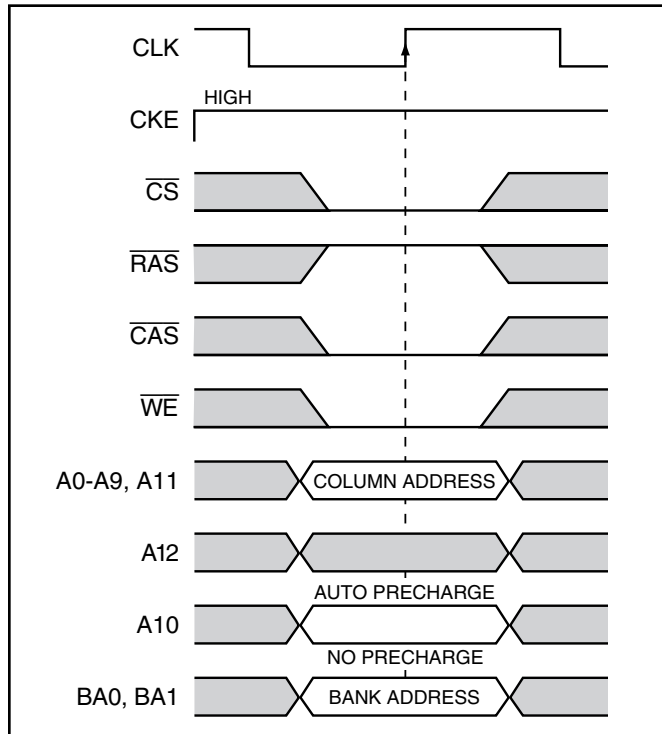 CLK
HIGH
CKE
CS
RAS
CAS
WE
A0-A9, A11 COLUMN ADDRESS
A12
AUTO PRECHARGE
A10
NO PRECHARGE
BA0, BA1 BANK ADDRESS